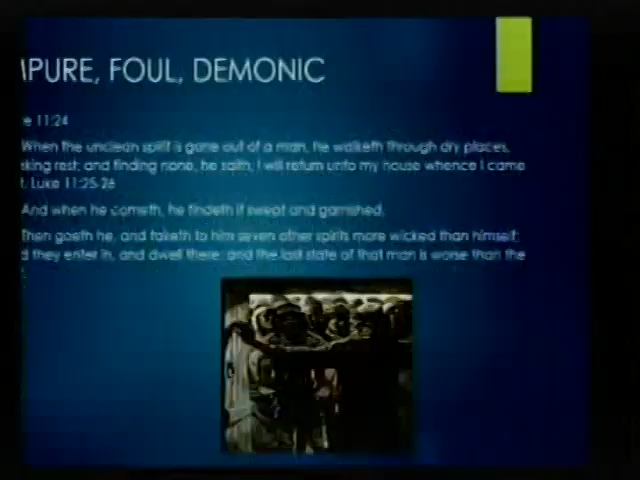 IPURE, FOUL, DEMONIC
e 11:24
When the unclean spirit is gone out of a man, he walketh through dry places,
king rest; and finding none, he saith, I will return unto my house whence I came
t. Luke 11:25-26
And when he cometh, he findeth it swept and garnished.
Then goeth he, and taketh to him seven other spirits more wicked than himself;
d they enter in, and dwell there: and the last state of that man is worse than the